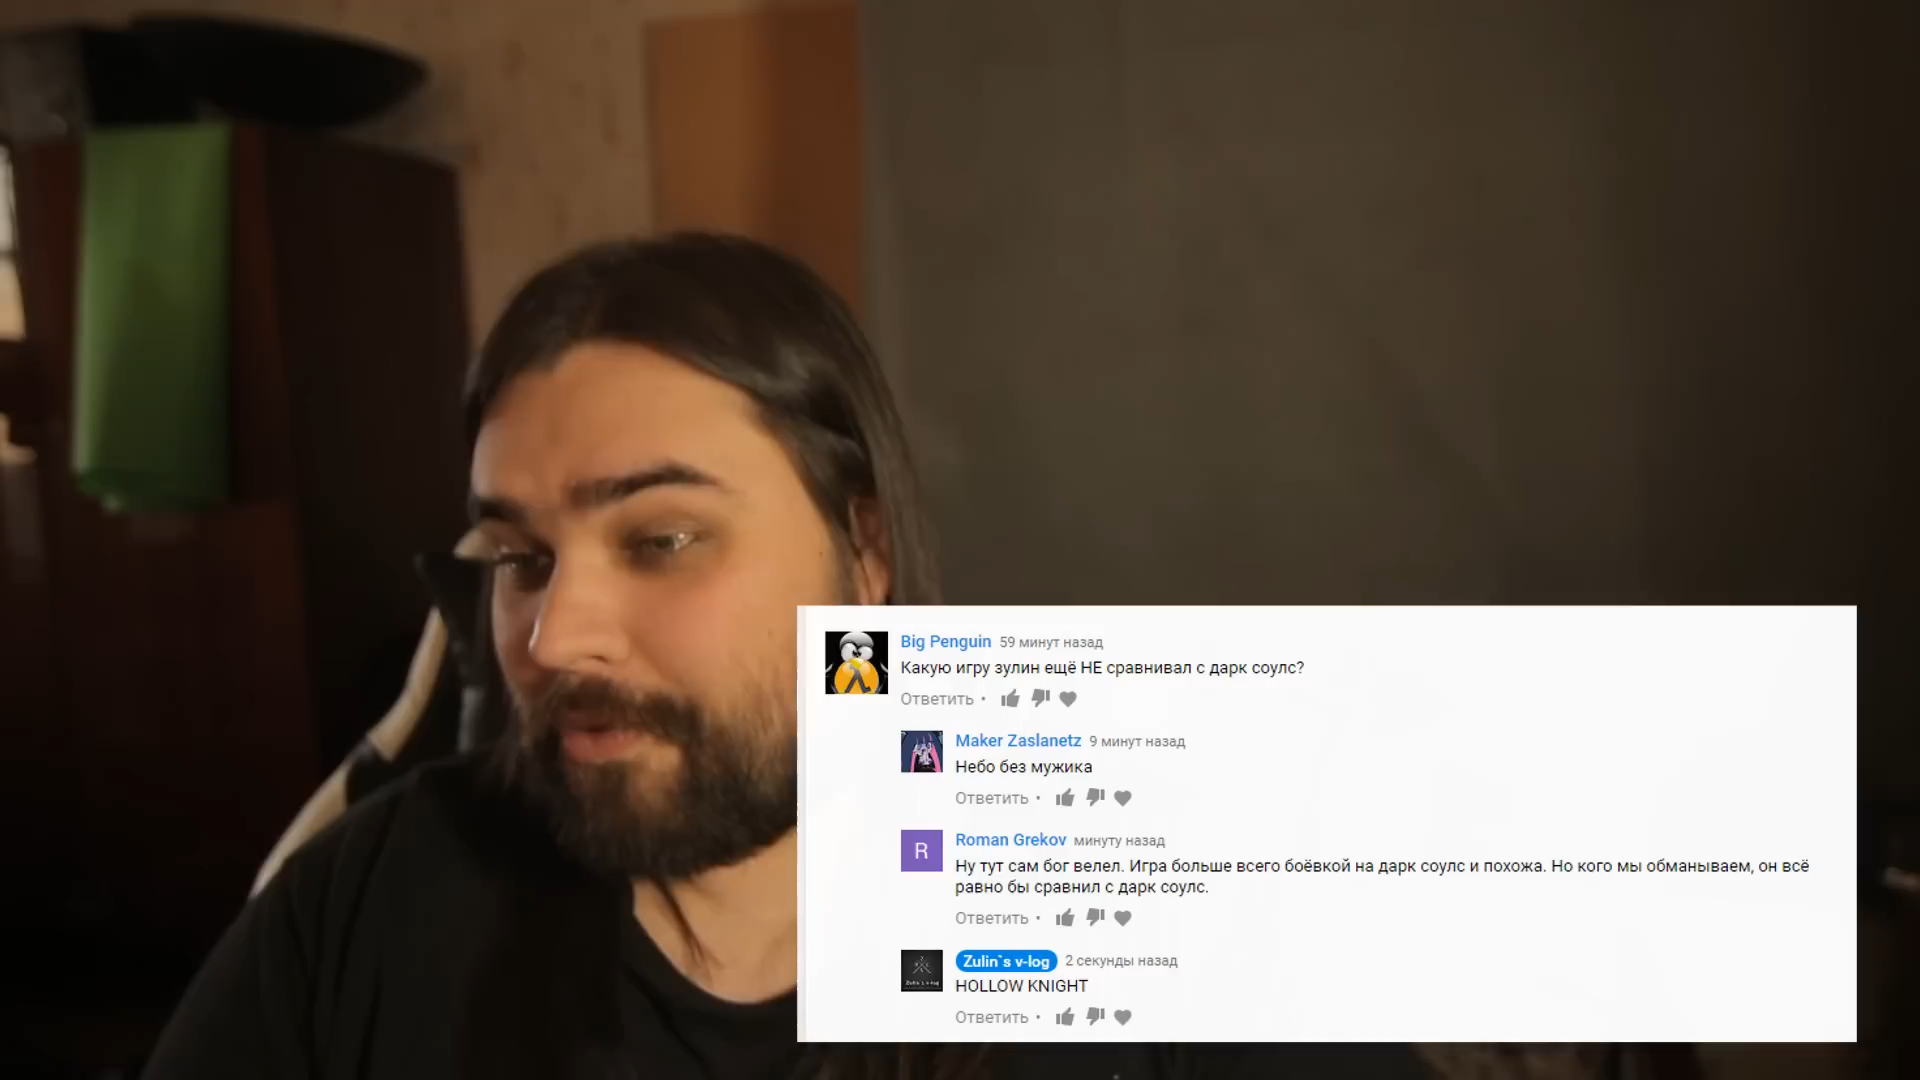 Big Penguin 59 минут назад
Какую игру зулин ещё НЕ сравнивал с дарк соулс?
Ответить •
Maker Zaslanetz 9 минут назад
Небо без мужика
Ответить •
R
Roman Grekov минуту назад
Ну тут сам бог велел. Игра больше всего боёвкой на дарк соулс и похожа. Но кого мы обманываем, он всё
равно бы сравнил с дарк соулс.
Ответить •
Zulin`s v-log 2 секунды назад
HOLLOW KNIGHT
Ответить •